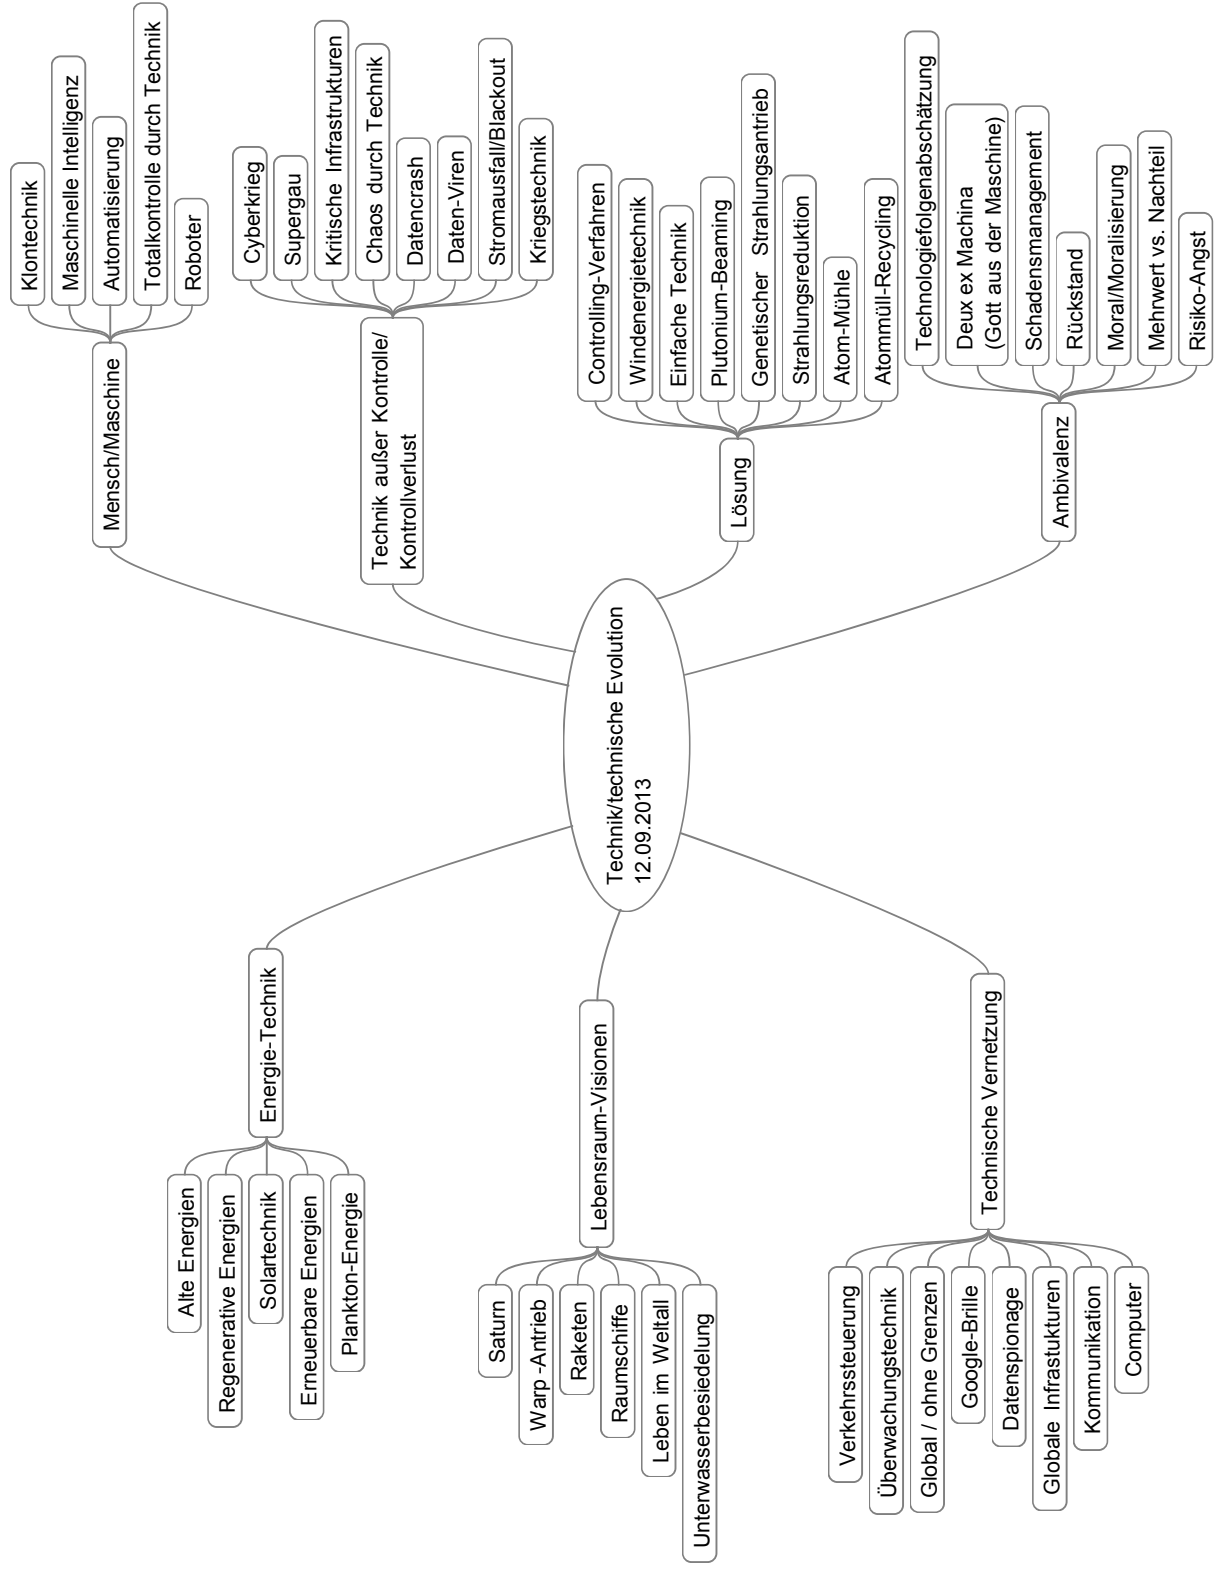 Technik/technische Evolution
12.09.2013
Mensch/Maschine
Klontechnik
Maschinelle Intelligenz
Automatisierung
Totalkontrolle durch Technik
Roboter
Technik außer Kontrolle/
Kontrollverlust
Cyberkrieg
Supergau
Kritische Infrastrukturen
Chaos durch Technik
Datencrash
Daten-Viren
Stromausfall/Blackout
Kriegstechnik
Lösung
Controlling-Verfahren
Windenergietechnik
Einfache Technik
Plutonium-Beaming
Genetischer Strahlungsantrieb
Strahlungsreduktion
Atom-Mühle
Atommüll-Recycling
Ambivalenz
Technologiefolgenabschätzung
Deux ex Machina
(Gott aus der Maschine)
Schadensmanagement
Rückstand
Moral/Moralisierung
Mehrwert vs. Nachteil
Risiko-Angst
Energie-Technik
Alte Energien
Regenerative Energien
Solartechnik
Erneuerbare Energien
Plankton-Energie
Lebensraum-Visionen
Saturn
Warp -Antrieb
Raketen
Raumschiffe
Leben im Weltall
Unterwasserbesiedelung
Technische Vernetzung
Verkehrssteuerung
Überwachungstechnik
Global / ohne Grenzen
Google-Brille
Datenspionage
Globale Infrastukturen
Kommunikation
Computer